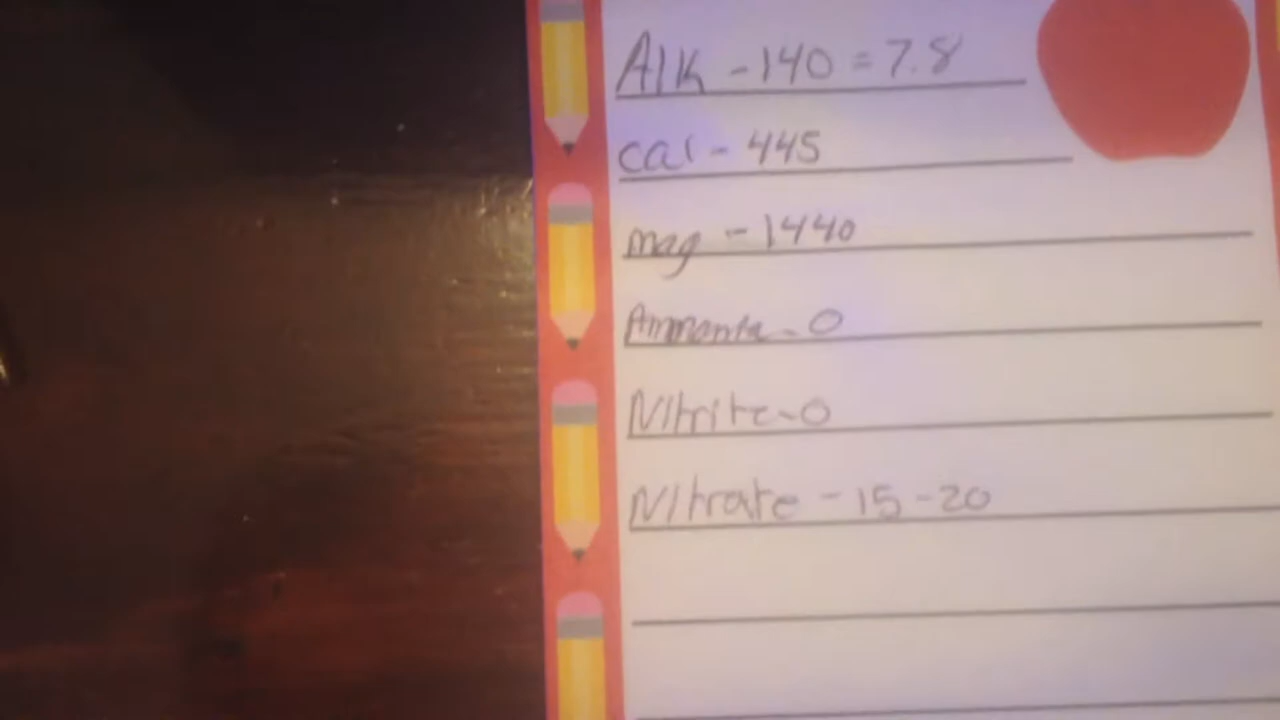 Alk - 140 = 7.8
cal - 445
mag - 1440
Ammonia - 0
Nitrite - 0
Nitrate - 15-20